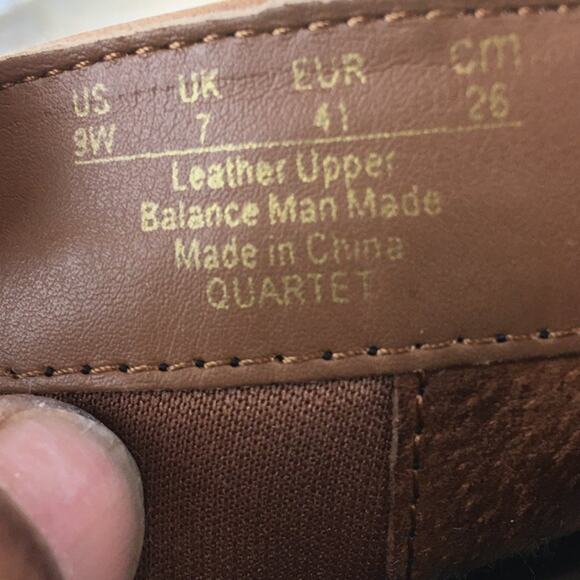 US UK EUR cm
9W 7 41 26
Leather Upper
Balance Man Made
Made in China
QUARTET